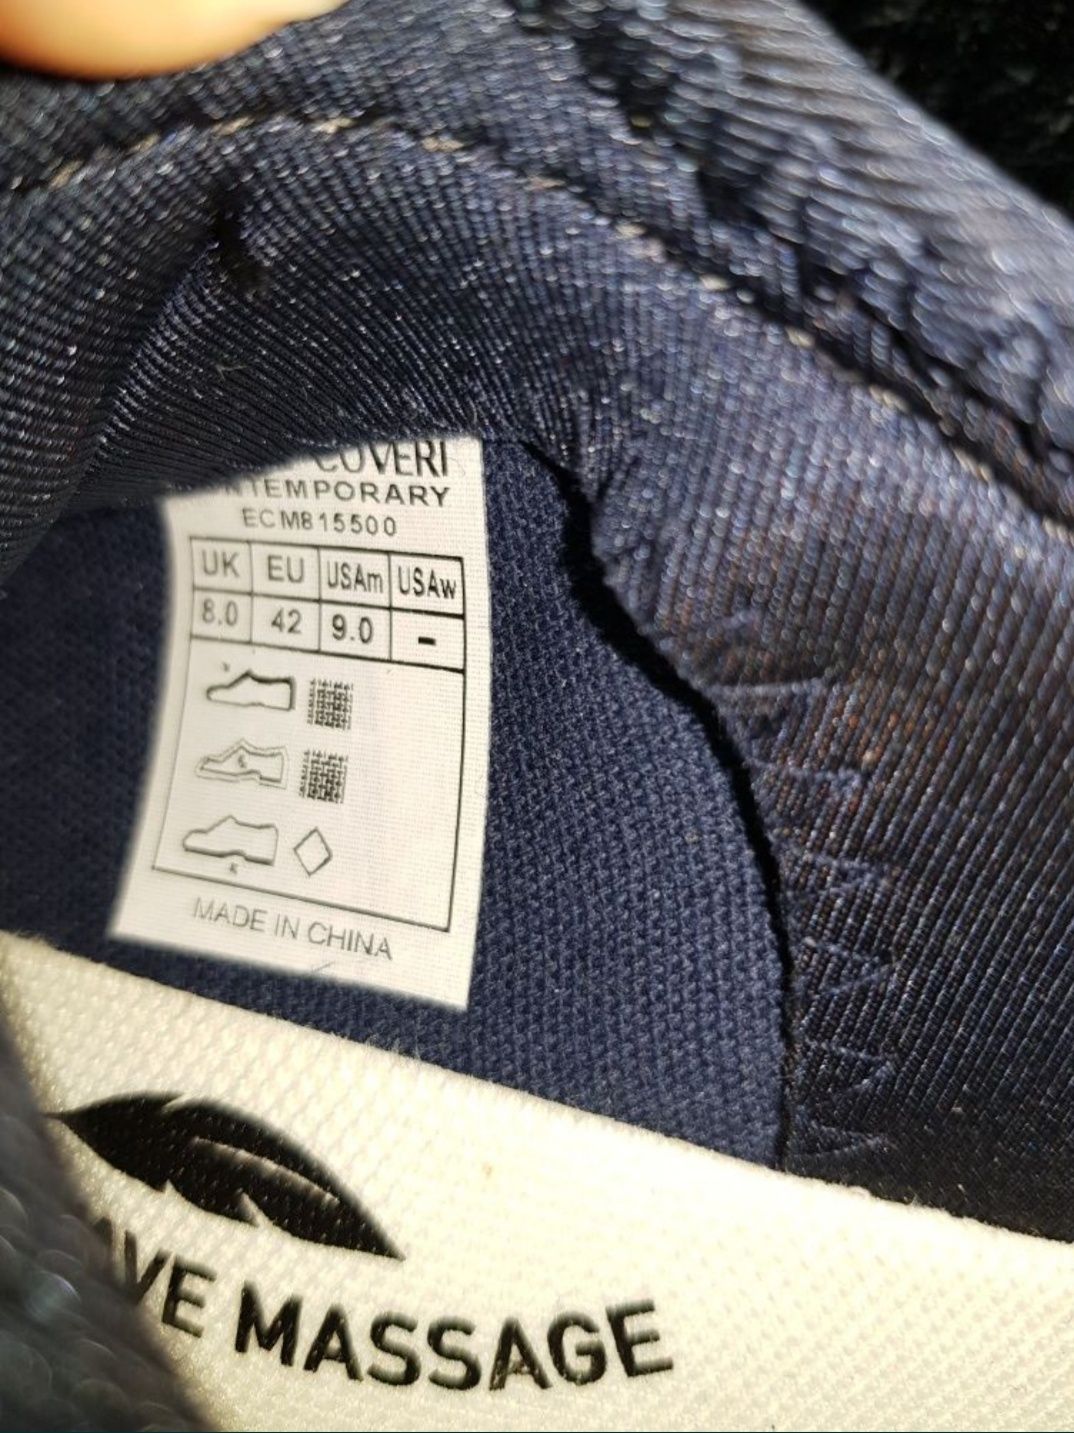 COVERI
NTEMPORARY
ECM815500
UK EU USAm USAw
8.0 42 9.0 -
MADE IN CHINA
VE MASSAGE